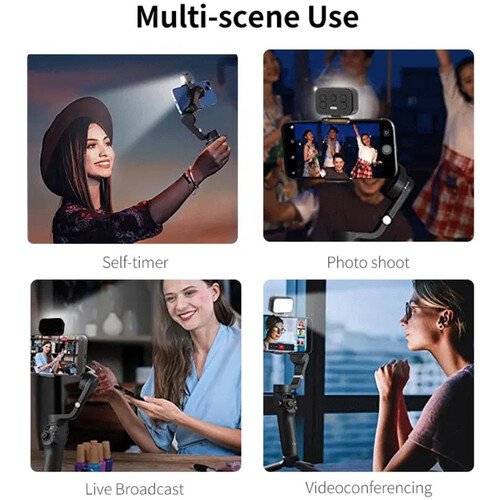 Multi-scene Use
Self-timer
Photo shoot
Live Broadcast
Videoconferencing